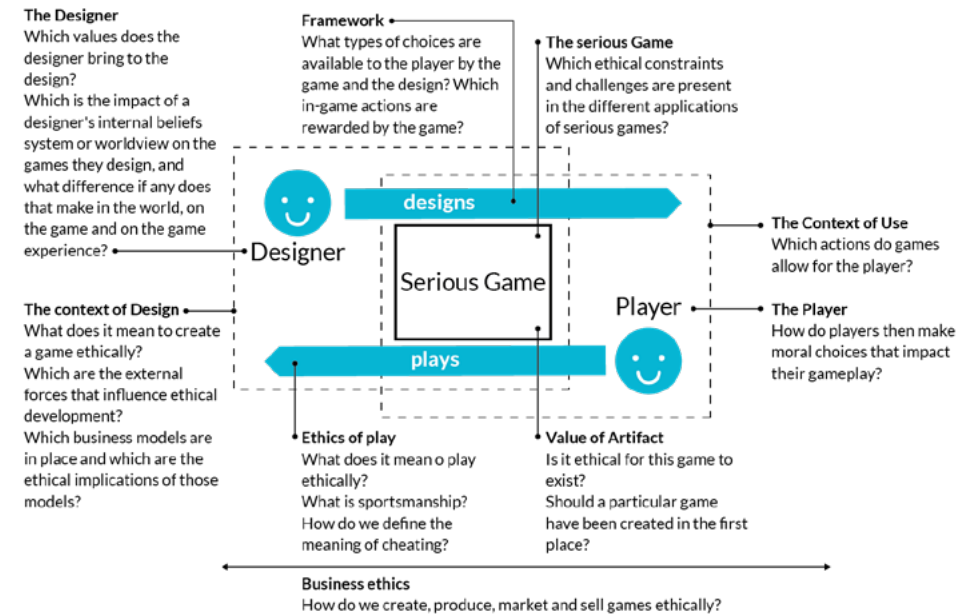 The Designer
Which values does the
designer bring to the
design?
Which is the impact of a
designer's internal beliefs
system or worldview on the
games they design, and
what difference if any does
that make in the world, on
the game and on the game
experience?
Framework
What types of choices are
available to the player by the
game and the design? Which
in-game actions are
rewarded by the game?
The serious Game
Which ethical constraints
and challenges are present
in the different applications
of serious games?
designs
Designer
Serious Game
Player
plays
The Context of Use
Which actions do games
allow for the player?
The Player
How do players then make
moral choices that impact
their gameplay?
The context of Design
What does it mean to create
a game ethically?
Which are the external
forces that influence ethical
development?
Which business models are
in place and which are the
ethical implications of those
models?
Ethics of play
What does it mean o play
ethically?
What is sportsmanship?
How do we define the
meaning of cheating?
Value of Artifact
Is it ethical for this game to
exist?
Should a particular game
have been created in the first
place?
Business ethics
How do we create, produce, market and sell games ethically?